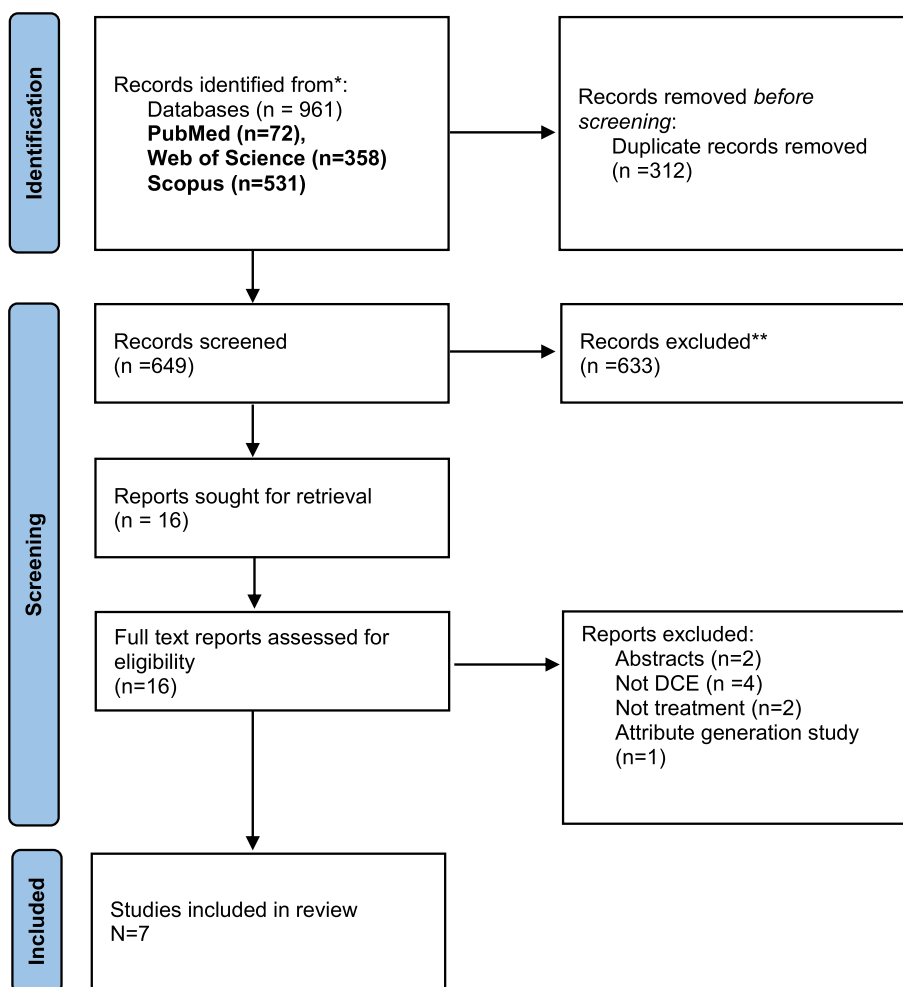 Identification
Records identified from*:
Databases (n = 961)
PubMed (n=72),
Web of Science (n=358)
Scopus (n=531)
Records removed before
screening:
Duplicate records removed
(n =312)
Screening
Records screened
(n =649)
Records excluded**
(n =633)
Reports sought for retrieval
(n = 16)
Full text reports assessed for
eligibility
(n=16)
Reports excluded:
Abstracts (n=2)
Not DCE (n =4)
Not treatment (n=2)
Attribute generation study
(n=1)
Included
Studies included in review
N=7